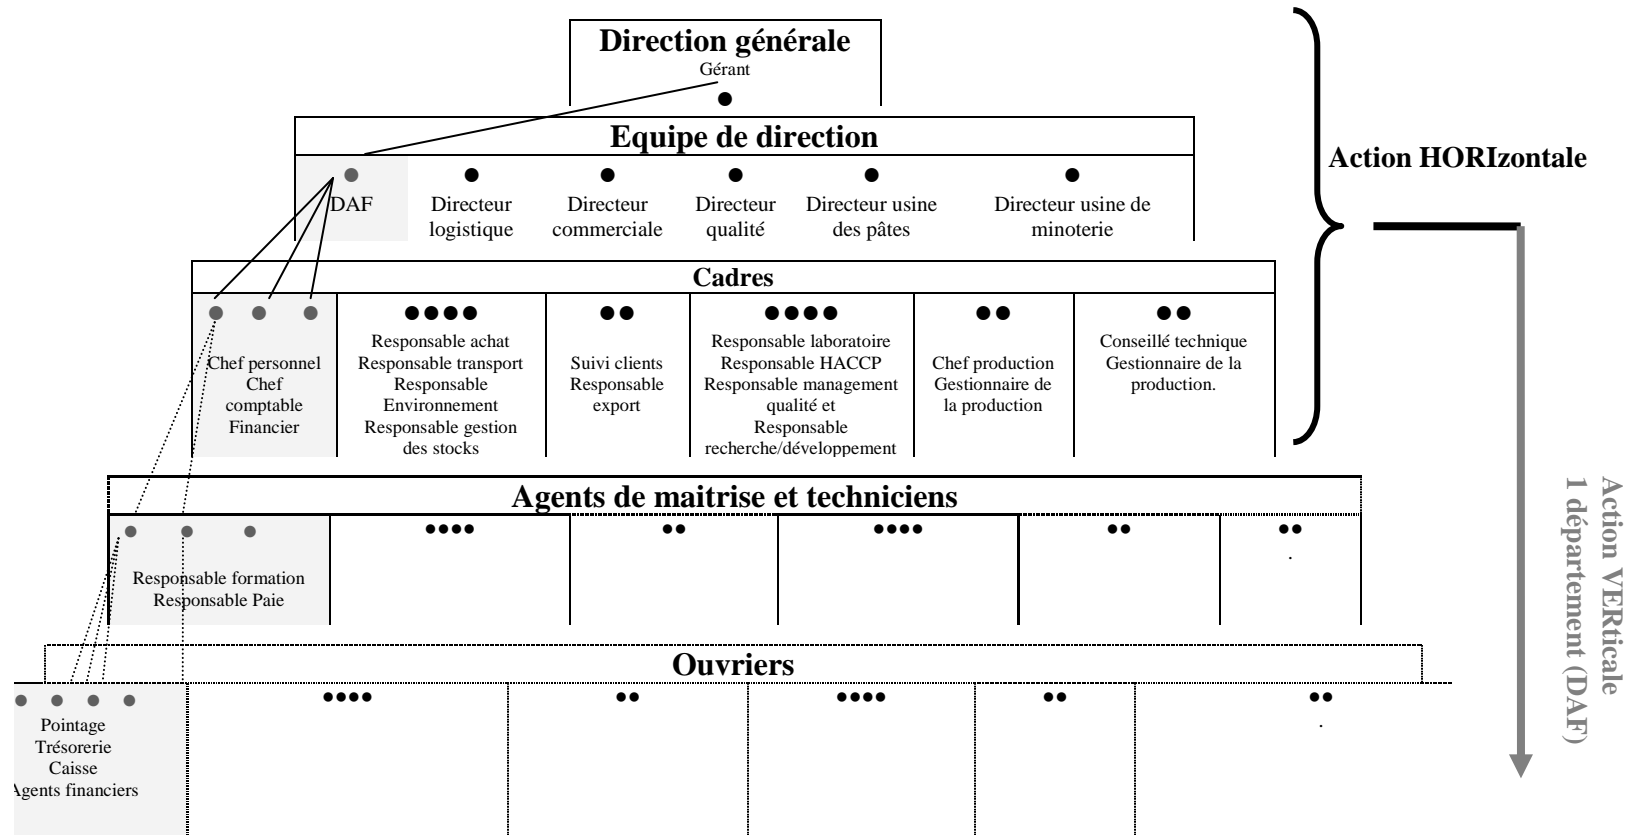 Direction générale
Gérant
Equipe de direction
Action HORIzontale
DAF
Directeur
logistique
Directeur
commerciale
Directeur
qualité
Directeur usine
des pâtes
Directeur usine de
minoterie
Cadres
Chef personnel
Chef
comptable
Financier
Responsable achat
Responsable transport
Responsable
Environnement
Responsable gestion
des stocks
Suivi clients
Responsable
export
Responsable laboratoire
Responsable HACCP
Responsable management
qualité et
Responsable
recherche/développement
Chef production
Gestionnaire de
la production
Conseillé technique
Gestionnaire de la
production.
Action VERticale
1 département (DAF)
Agents de maitrise et techniciens
Responsable formation
Responsable Paie
.
Ouvriers
Pointage
Trésorerie
Caisse
Agents financiers
.